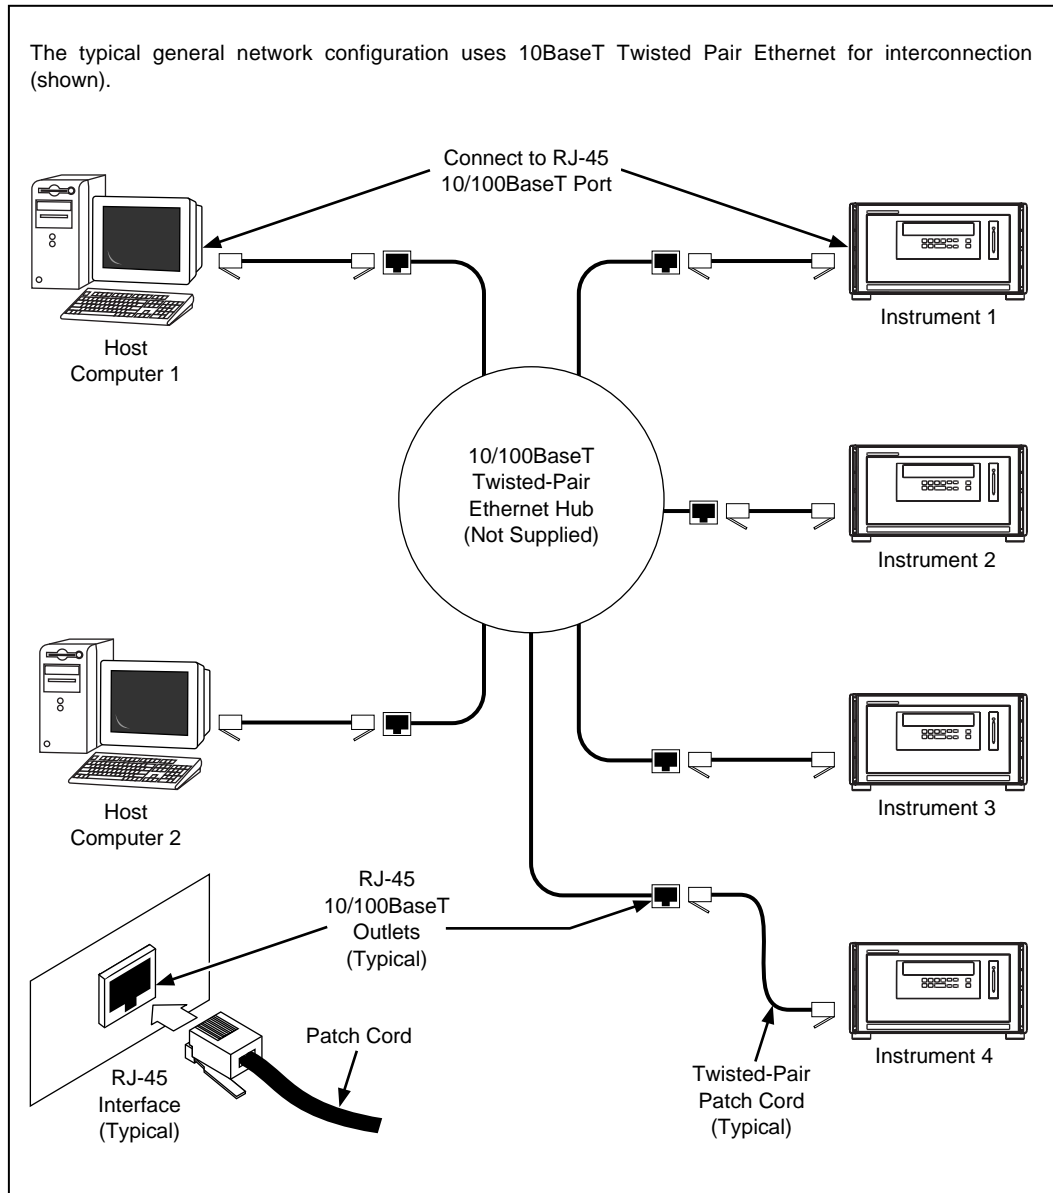 The typical general network configuration uses 10BaseT Twisted Pair Ethernet for interconnection
(shown).
Connect to RJ-45
10/100BaseT Port
Host
Computer 1
Instrument 1
10/100BaseT
Twisted-Pair
Ethernet Hub
(Not Supplied)
Instrument 2
Host
Computer 2
Instrument 3
RJ-45
10/100BaseT
Outlets
(Typical)
Patch Cord
RJ-45
Interface
(Typical)
Twisted-Pair
Patch Cord
(Typical)
Instrument 4